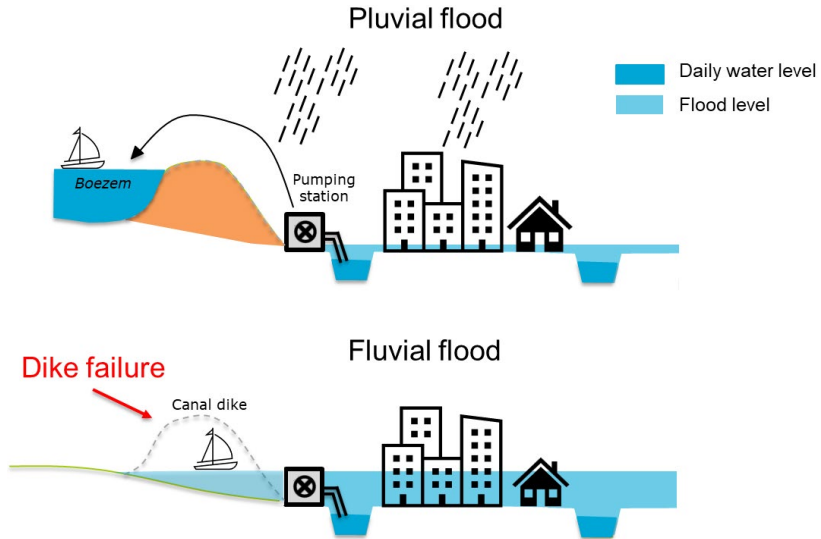 Pluvial flood
Daily water level
Flood level
Boezem
Pumping
station
Fluvial flood
Dike failure
Canal dike